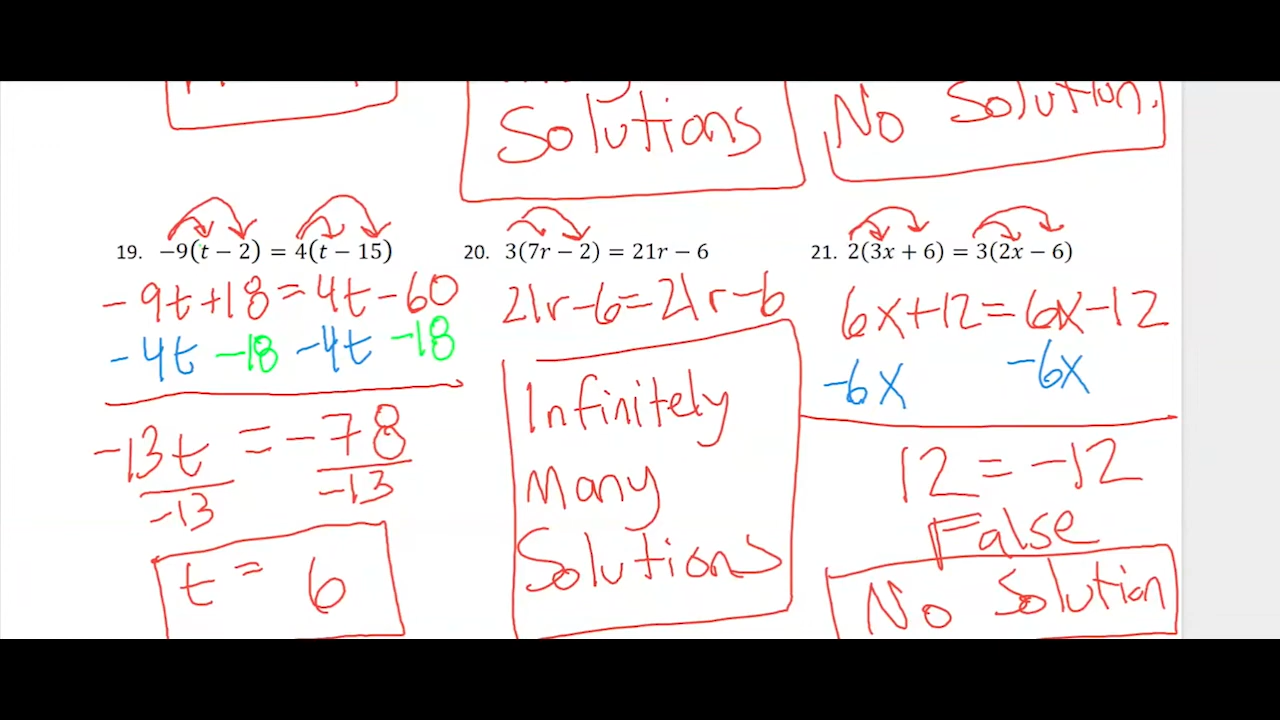 Solutions
No Solution.
19. −9(t − 2) = 4(t − 15)
-9t+18=4t-60
-4t -18 -4t -18
-13t = -78
-13 -13
t = 6
20. 3(7r − 2) = 21r − 6
21r-6=21r-6
Infinitely
Many
Solutions
21. 2(3x + 6) = 3(2x − 6)
6x+12=6x-12
-6x -6x
12 = -12
False
No Solution